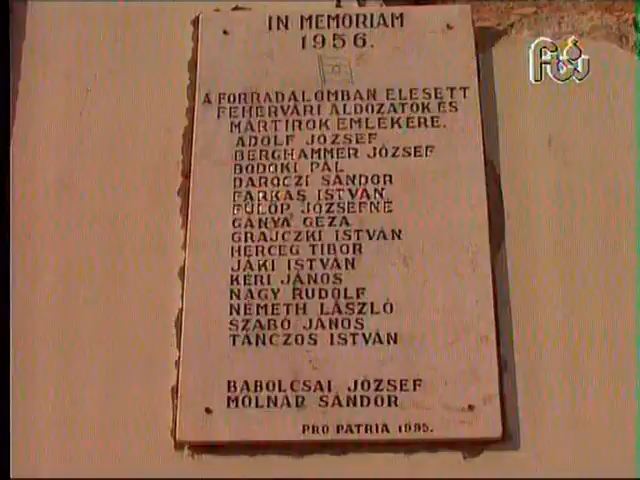 IN MEMORIAM
1956.
A FORRADALOMBAN ELESETT
FEHÉRVÁRI ÁLDOZATOK ÉS
MÁRTÍROK EMLÉKÉRE.
ADOLF JÓZSEF
BERGHAMMER JÓZSEF
BODOKI PÁL
DARÓCZI SÁNDOR
FARKAS ISTVÁN
FÜLÖP JÓZSEFNÉ
GÁNYA GÉZA
GRAJCZKI ISTVÁN
HERCEG TIBOR
JÁKI ISTVÁN
KÉRI JÁNOS
NAGY RUDOLF
NÉMETH LÁSZLÓ
SZABÓ JÁNOS
TÁNCZOS ISTVÁN
BABOLCSAI JÓZSEF
MOLNÁR SÁNDOR
PRO PATRIA 1995.